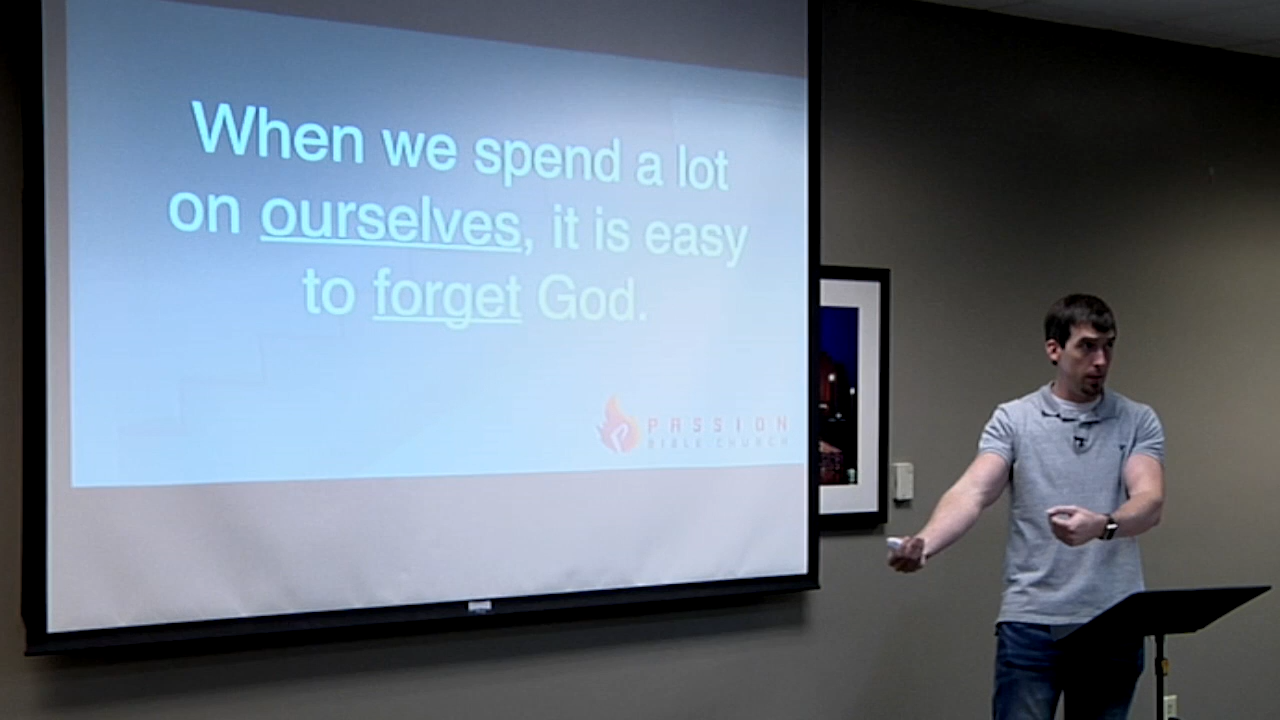 When we spend a lot
on ourselves, it is easy
to forget God.
PASSION
BIBLE CHURCH